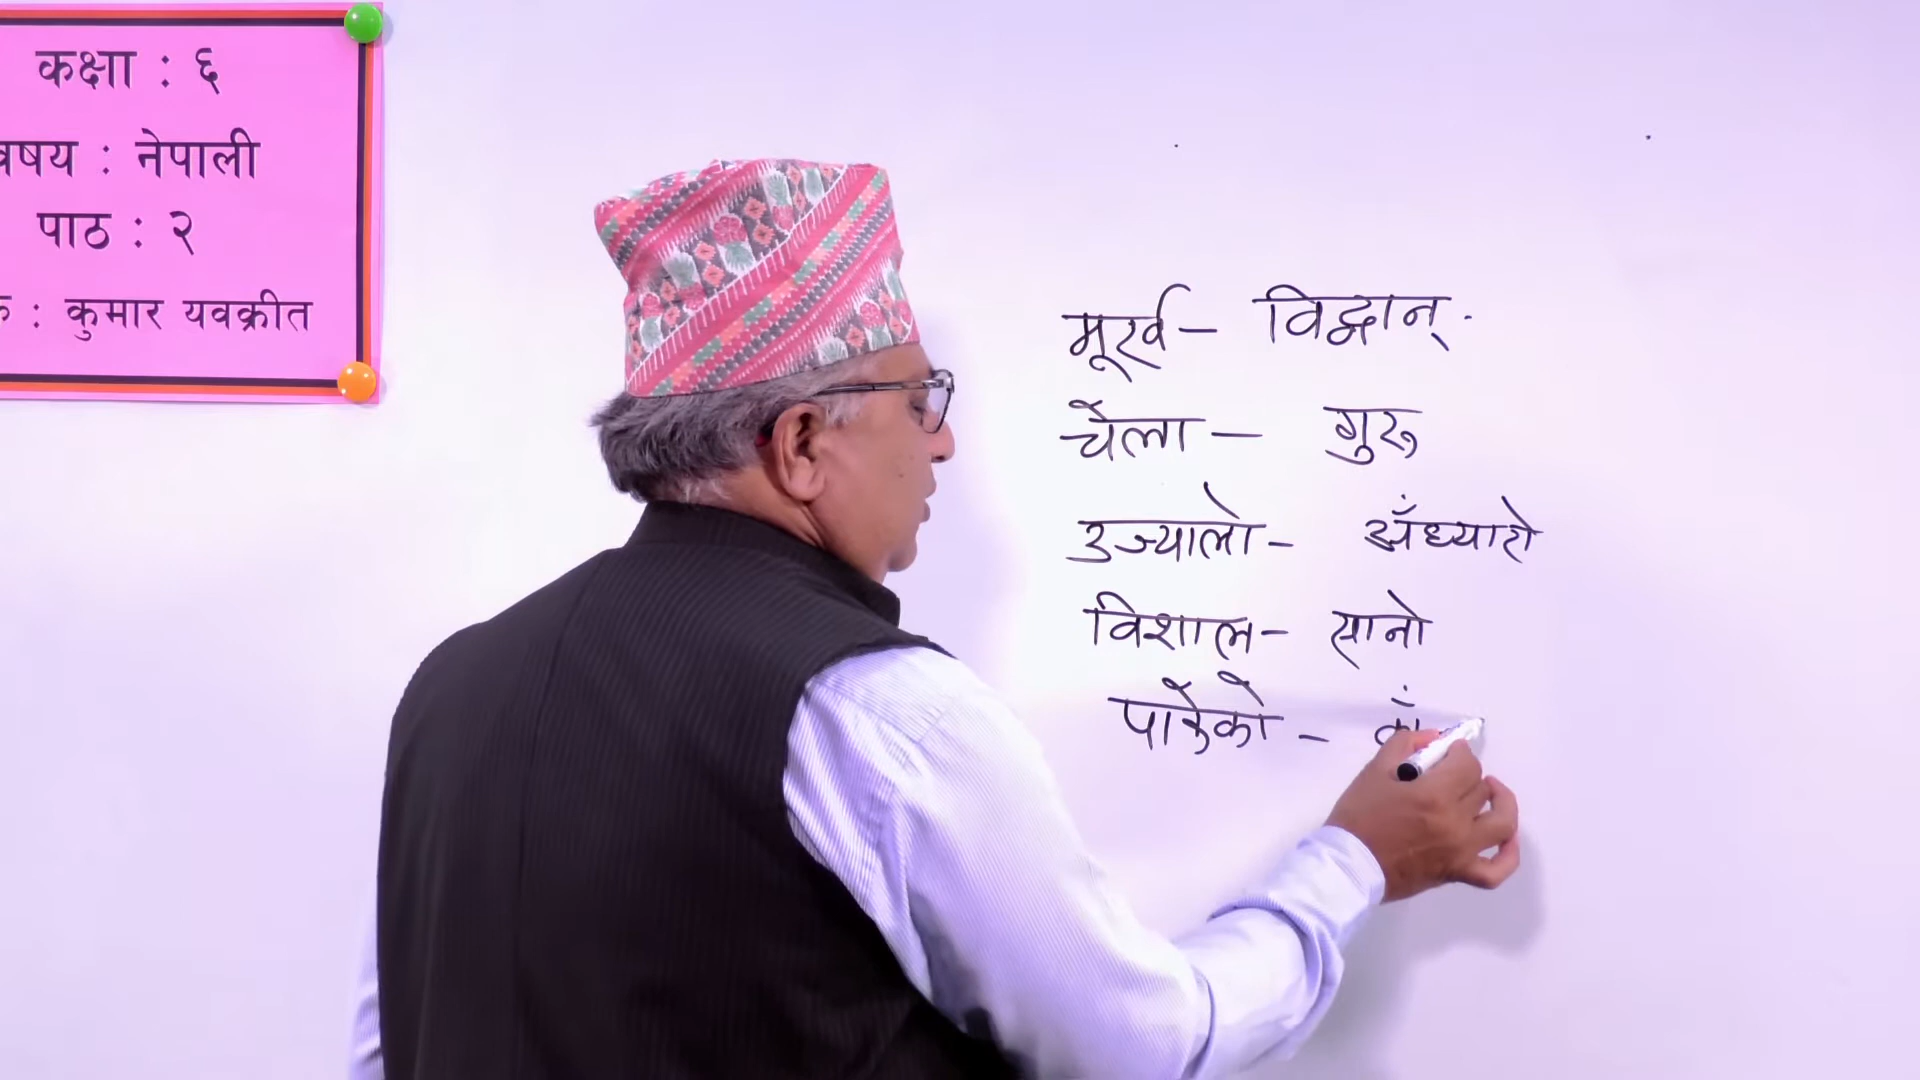 कक्षा : ६
षय : नेपाली
पाठ : २
: कुमार यवक्रीत
मूर्ख – विद्वान् .
चेला – गुरु
उज्यालो – अँध्यारो
विशाल – सानो
पाकेको – काँ